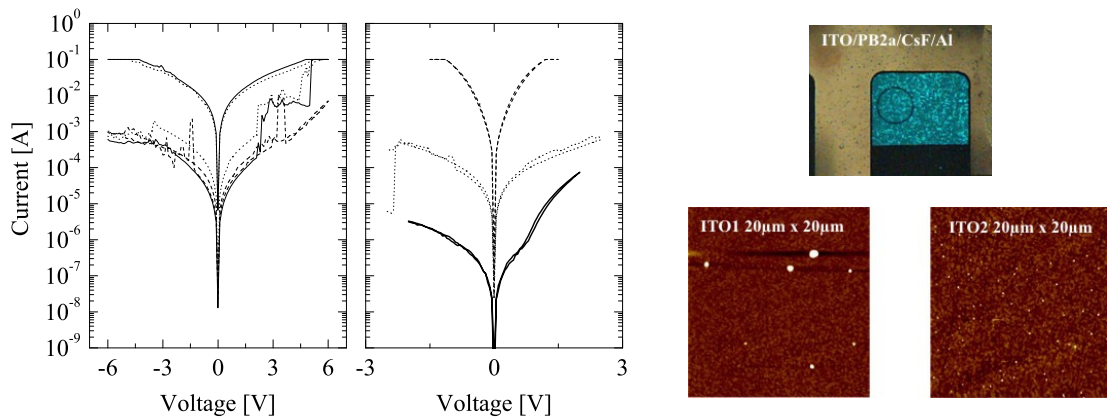 10⁰
10⁻¹
10⁻²
10⁻³
10⁻⁴
10⁻⁵
10⁻⁶
10⁻⁷
10⁻⁸
10⁻⁹
Current [A]
-6 -3 0 3 6
Voltage [V]
-3 0 3
Voltage [V]
ITO/PB2a/CsF/Al
ITO1 20µm x 20µm
ITO2 20µm x 20µm